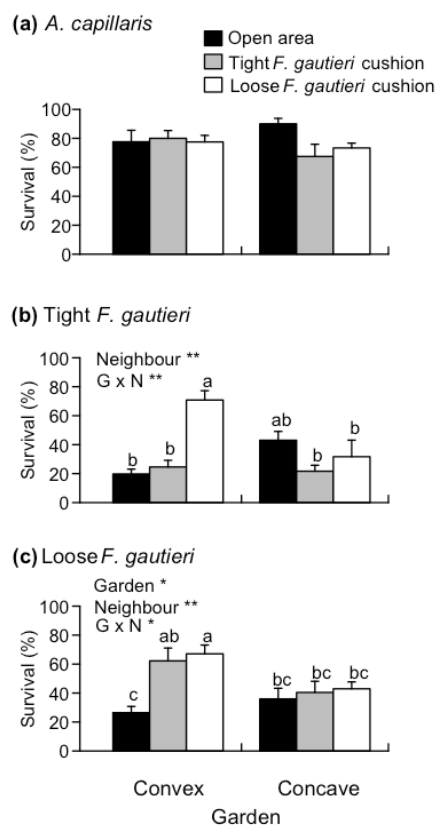 (a) A. capillaris
Open area
Tight F. gautieri cushion
Loose F. gautieri cushion
100
80
60
40
20
0
Survival (%)
(b) Tight F. gautieri
Neighbour **
G x N **
100
80
60
40
20
0
Survival (%)
b b a ab b b
(c) Loose F. gautieri
Garden *
Neighbour **
G x N *
100
80
60
40
20
0
Survival (%)
c ab a bc bc bc
Convex Concave
Garden